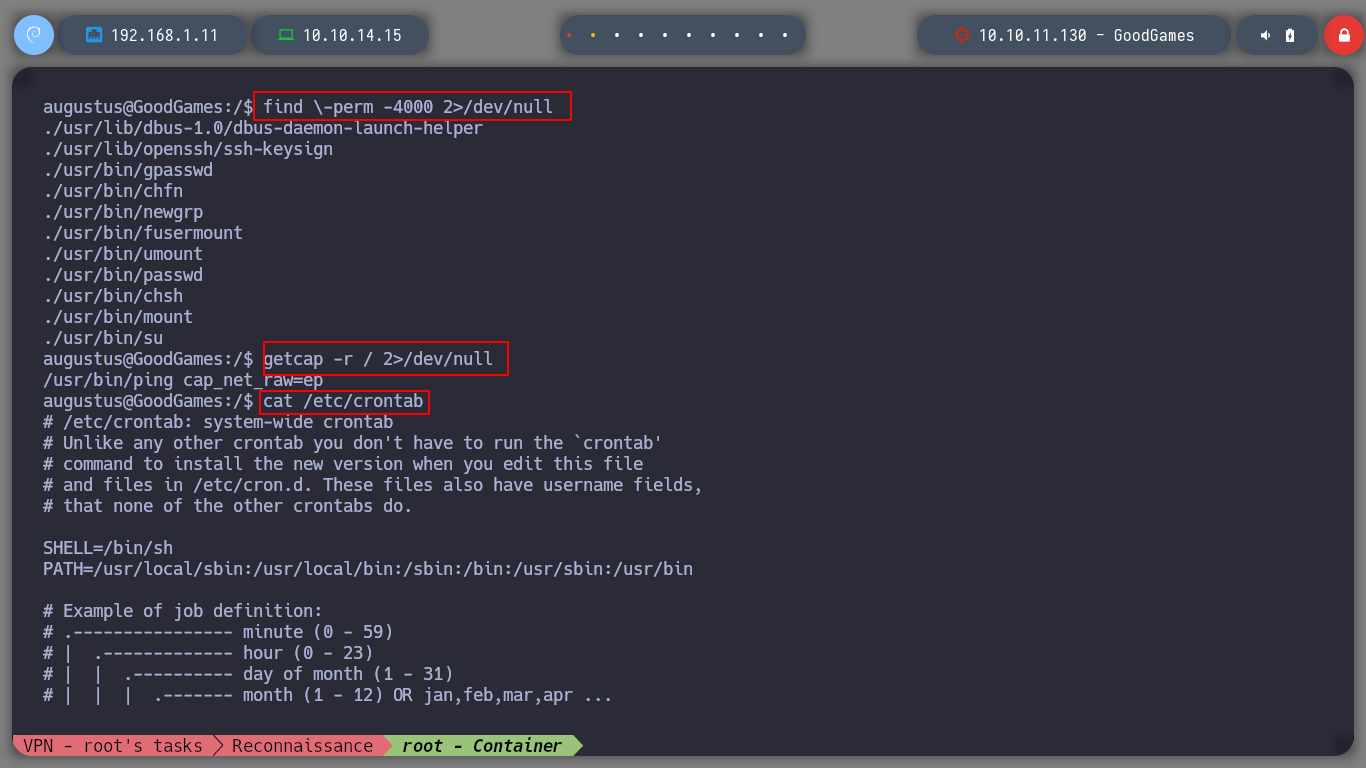 192.168.1.11 10.10.14.15 10.10.11.130 - GoodGames
augustus@GoodGames:/$ find \-perm -4000 2>/dev/null
./usr/lib/dbus-1.0/dbus-daemon-launch-helper
./usr/lib/openssh/ssh-keysign
./usr/bin/gpasswd
./usr/bin/chfn
./usr/bin/newgrp
./usr/bin/fusermount
./usr/bin/umount
./usr/bin/passwd
./usr/bin/chsh
./usr/bin/mount
./usr/bin/su
augustus@GoodGames:/$ getcap -r / 2>/dev/null
/usr/bin/ping cap_net_raw=ep
augustus@GoodGames:/$ cat /etc/crontab
# /etc/crontab: system-wide crontab
# Unlike any other crontab you don't have to run the `crontab'
# command to install the new version when you edit this file
# and files in /etc/cron.d. These files also have username fields,
# that none of the other crontabs do.
SHELL=/bin/sh
PATH=/usr/local/sbin:/usr/local/bin:/sbin:/bin:/usr/sbin:/usr/bin
# Example of job definition:
# .---------------- minute (0 - 59)
# |  .------------- hour (0 - 23)
# |  |  .---------- day of month (1 - 31)
# |  |  |  .------- month (1 - 12) OR jan,feb,mar,apr ...
VPN - root's tasks Reconnaissance root - Container